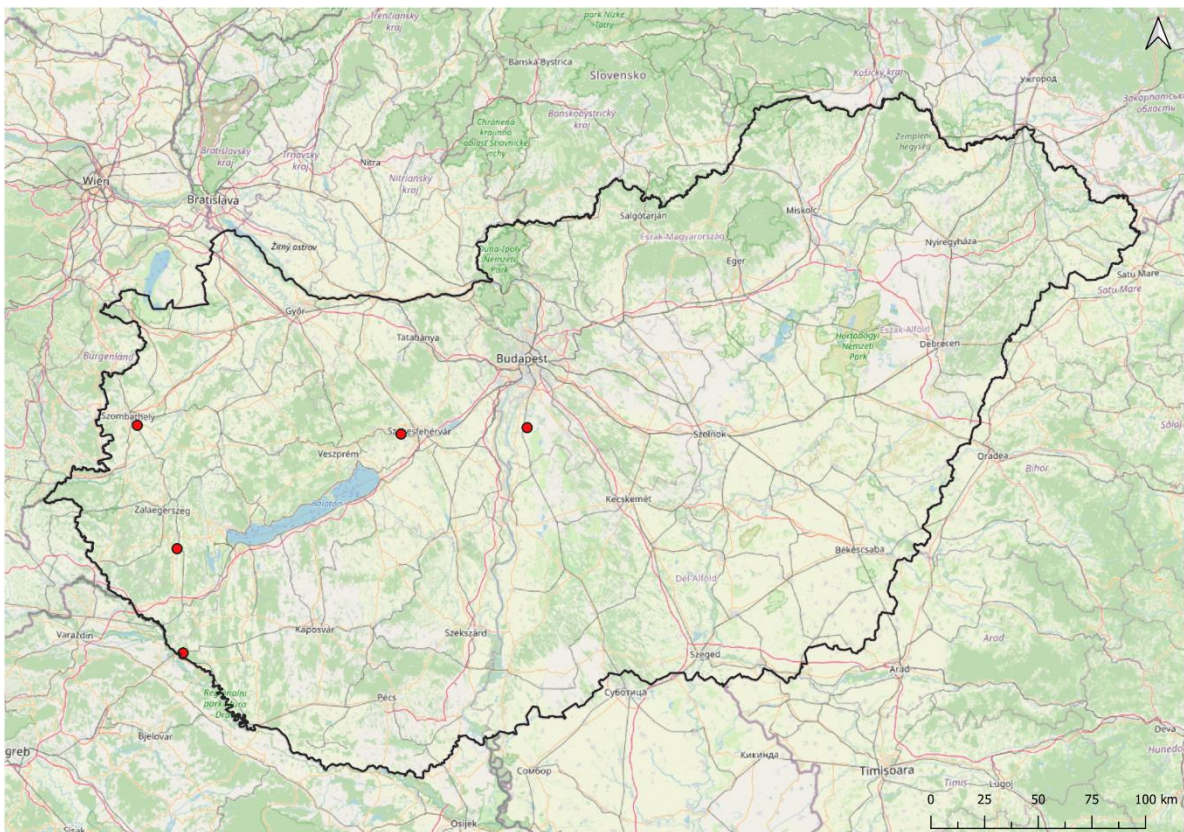 Trenčiansky
kraj
park Nízke
Tatry
Banská Bystrica
Slovensko
Košický kraj
Ужгород
Закарпатсь
область
Chránená
krajinná
oblasť Štiavnické
vrchy
Banskobystrický
kraj
Zempléni
hegység
Bratislavský
kraj
Trnavský
kraj
Nitra
Nitriansky
kraj
Wien
Bratislava
Žitný ostrov
Salgótarján
Miskolc
Észak-Magyarország
Nyíregyháza
Duna-Ipoly
Nemzeti
Park
Eger
Satu Mare
Satu Mare
Győr
Tatabánya
Budapest
Hortobágyi
Nemzeti
Park
Észak-Alföld
Debrecen
Burgenland
Szombathely
Székesfehérvár
Veszprém
Szolnok
Oradea
Sălaj
Bihor
Balaton
Zalaegerszeg
Kecskemét
Békéscsaba
Dél-Alföld
Varaždin
Kaposvár
Szekszárd
Szeged
Arad
Arad
Pécs
Суботица
Regionalni
park Mura
Drava
Bjelovar
greb
Сомбор
Кикинда
Timișoara
Timiș
Lugoj
Deva
Hunedo
Sisak
Osijek
0 25 50 75 100 km